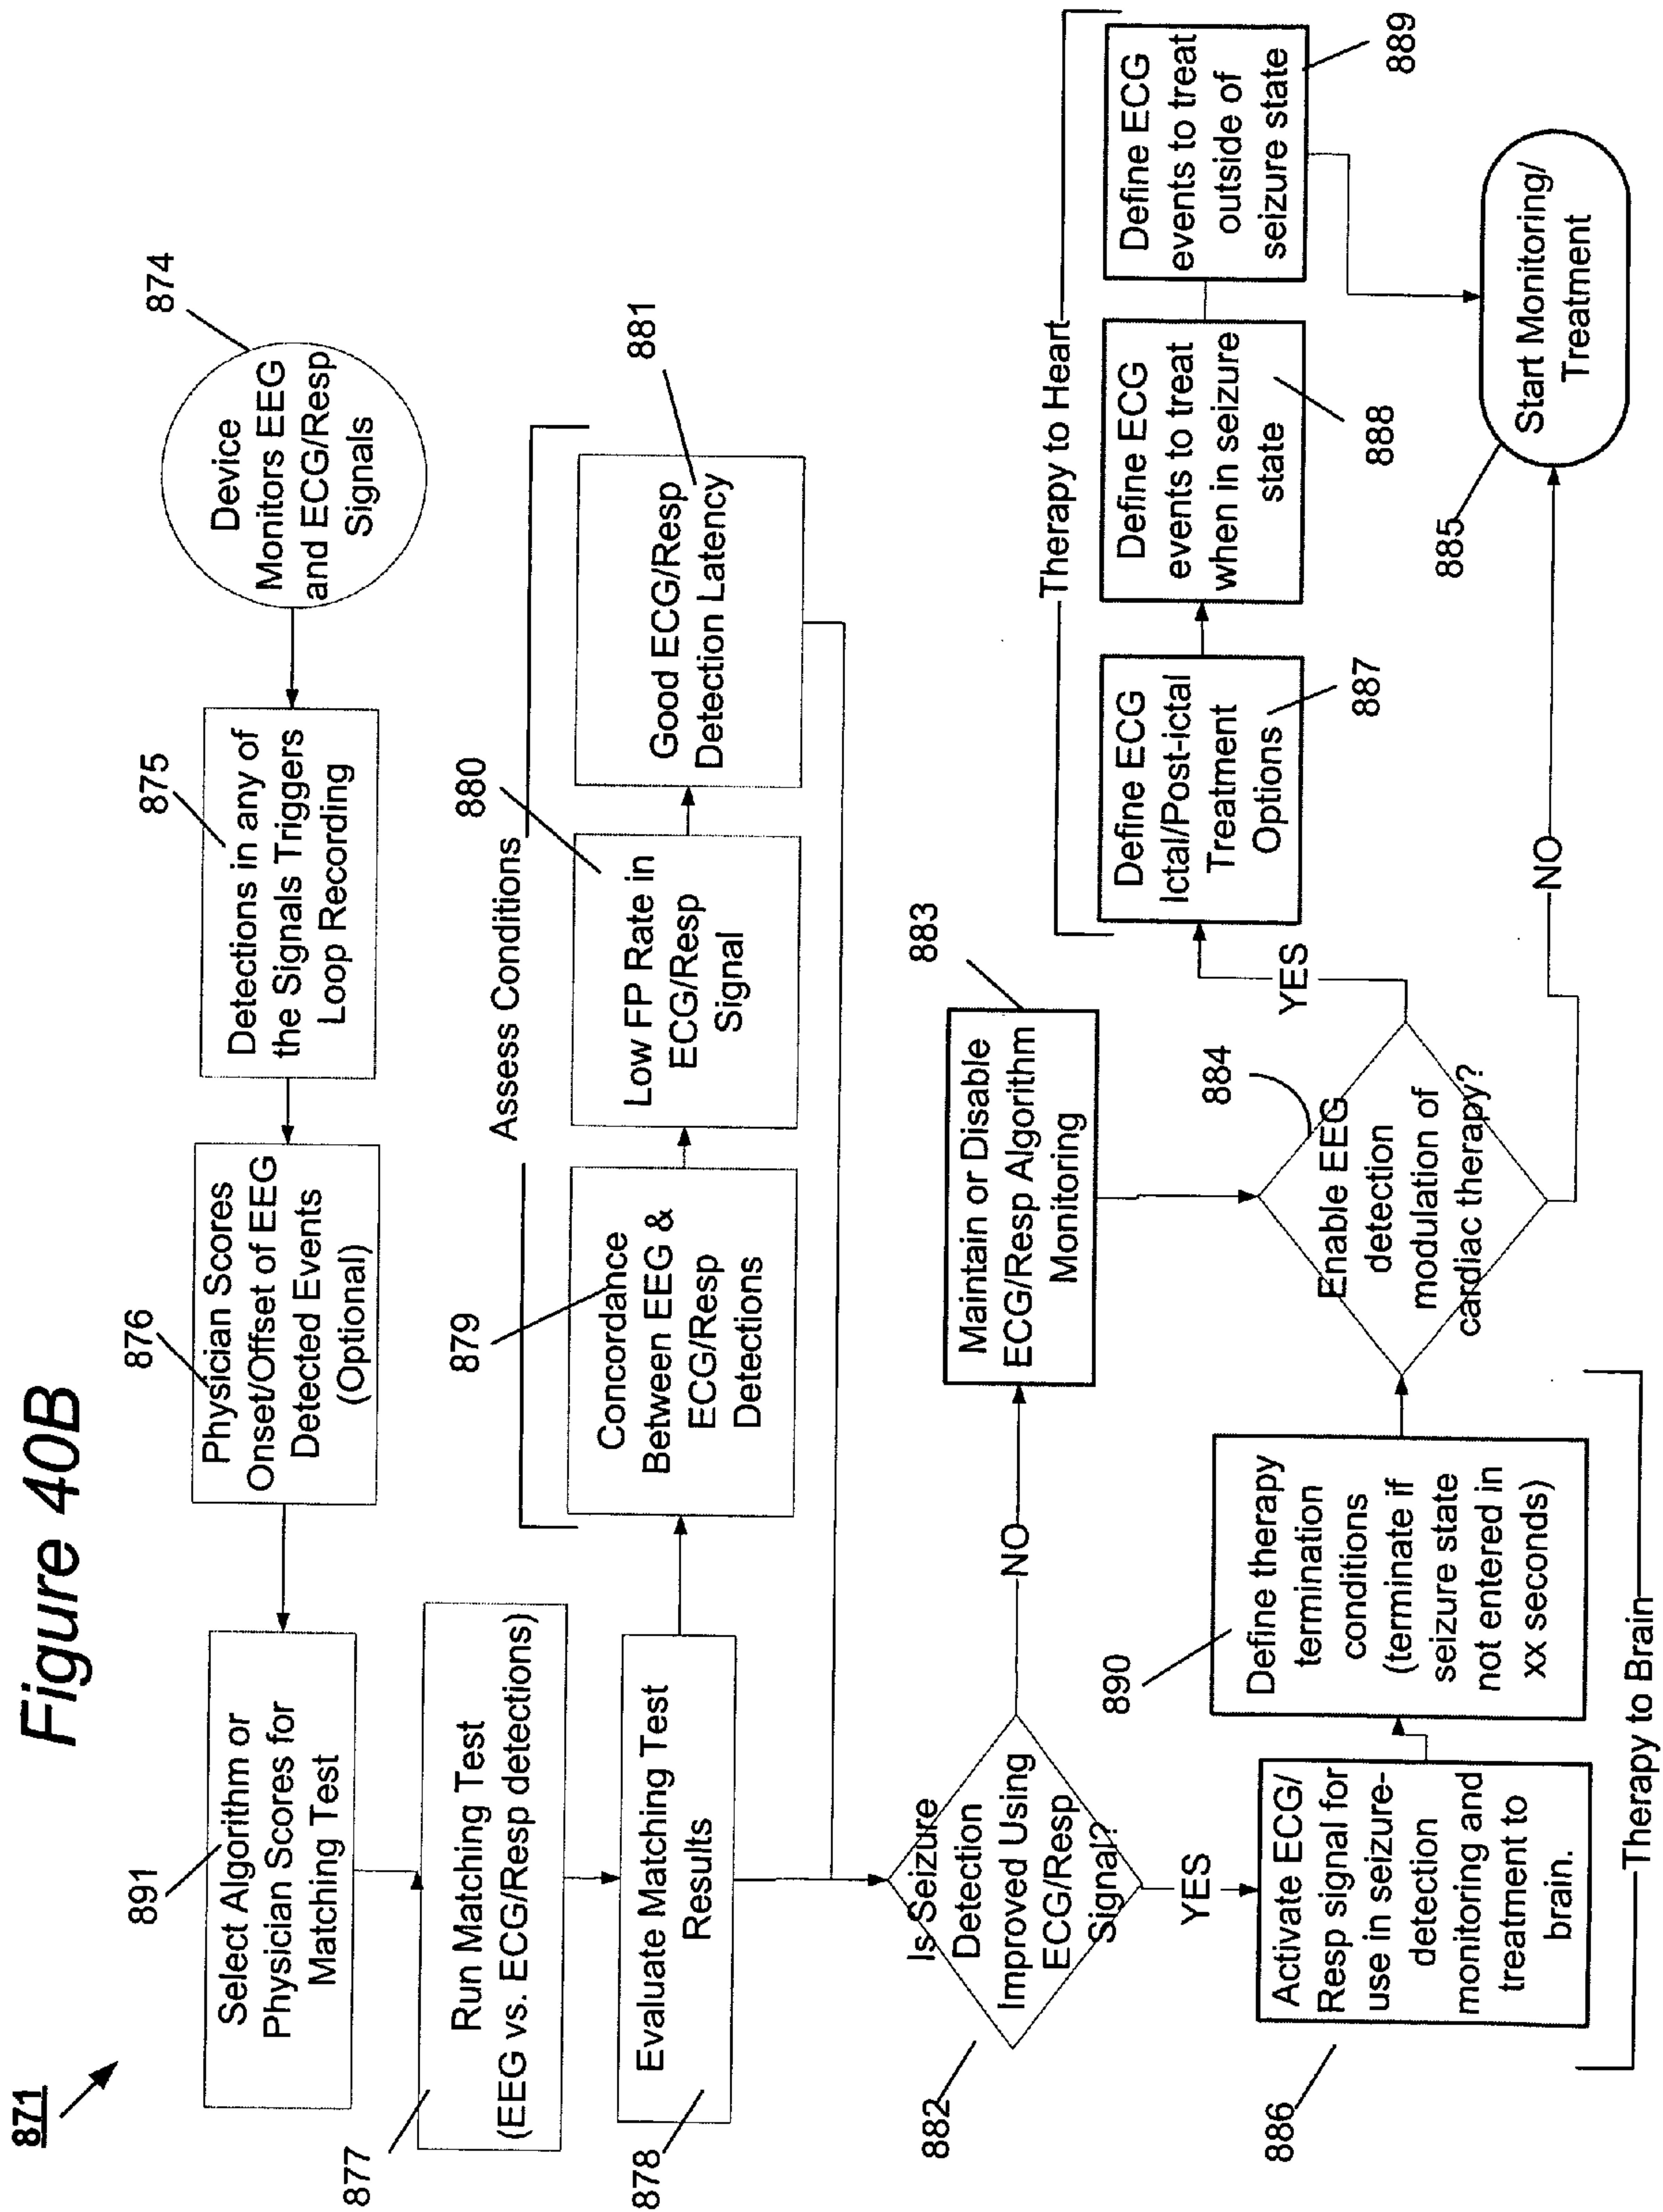 Figure 40B
871
874
Device
Monitors EEG
and ECG/Resp
Signals
875
Detections in any of
the Signals Triggers
Loop Recording
876
Physician Scores
Onset/Offset of EEG
Detected Events
(Optional)
891
Select Algorithm or
Physician Scores for
Matching Test
877
Run Matching Test
(EEG vs. ECG/Resp detections)
878
Evaluate Matching Test
Results
Assess Conditions
879
Concordance
Between EEG &
ECG/Resp
Detections
880
Low FP Rate in
ECG/Resp
Signal
881
Good ECG/Resp
Detection Latency
882
Is Seizure
Detection
Improved Using
ECG/Resp
Signal?
NO
883
Maintain or Disable
ECG/Resp Algorithm
Monitoring
YES
886
Activate ECG/
Resp signal for
use in seizure-
detection
monitoring and
treatment to
brain.
890
Define therapy
termination
conditions
(terminate if
seizure state
not entered in
xx seconds)
Therapy to Brain
884
Enable EEG
detection
modulation of
cardiac therapy?
YES
Therapy to Heart
Define ECG
Ictal/Post-ictal
Treatment
Options
887
Define ECG
events to treat
when in seizure
state
888
Define ECG
events to treat
outside of
seizure state
889
NO
885
Start Monitoring/
Treatment